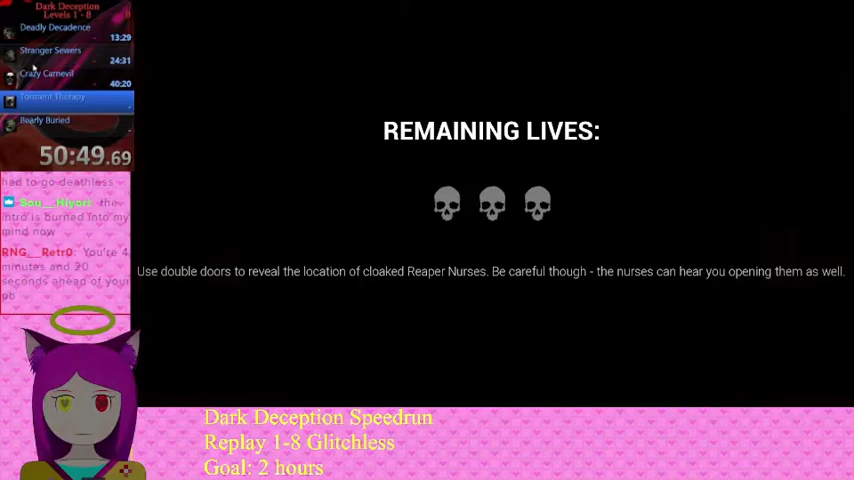 Dark Deception
Levels 1 - 8
8
Deadly Decadence
13:29
Stranger Sewers
-
24:31
Crazy Carnevil
-
40:20
Torment Therapy
-
Bearly Buried
-
50:49.69
had to go deathless
Sou__Hiyori: the
intro is burned into my
mind now
RNG__Retr0: You're 4
minutes and 20
seconds ahead of your
pb
REMAINING LIVES:
Use double doors to reveal the location of cloaked Reaper Nurses. Be careful though - the nurses can hear you opening them as well.
Dark Deception Speedrun
Replay 1-8 Glitchless
Goal: 2 hours